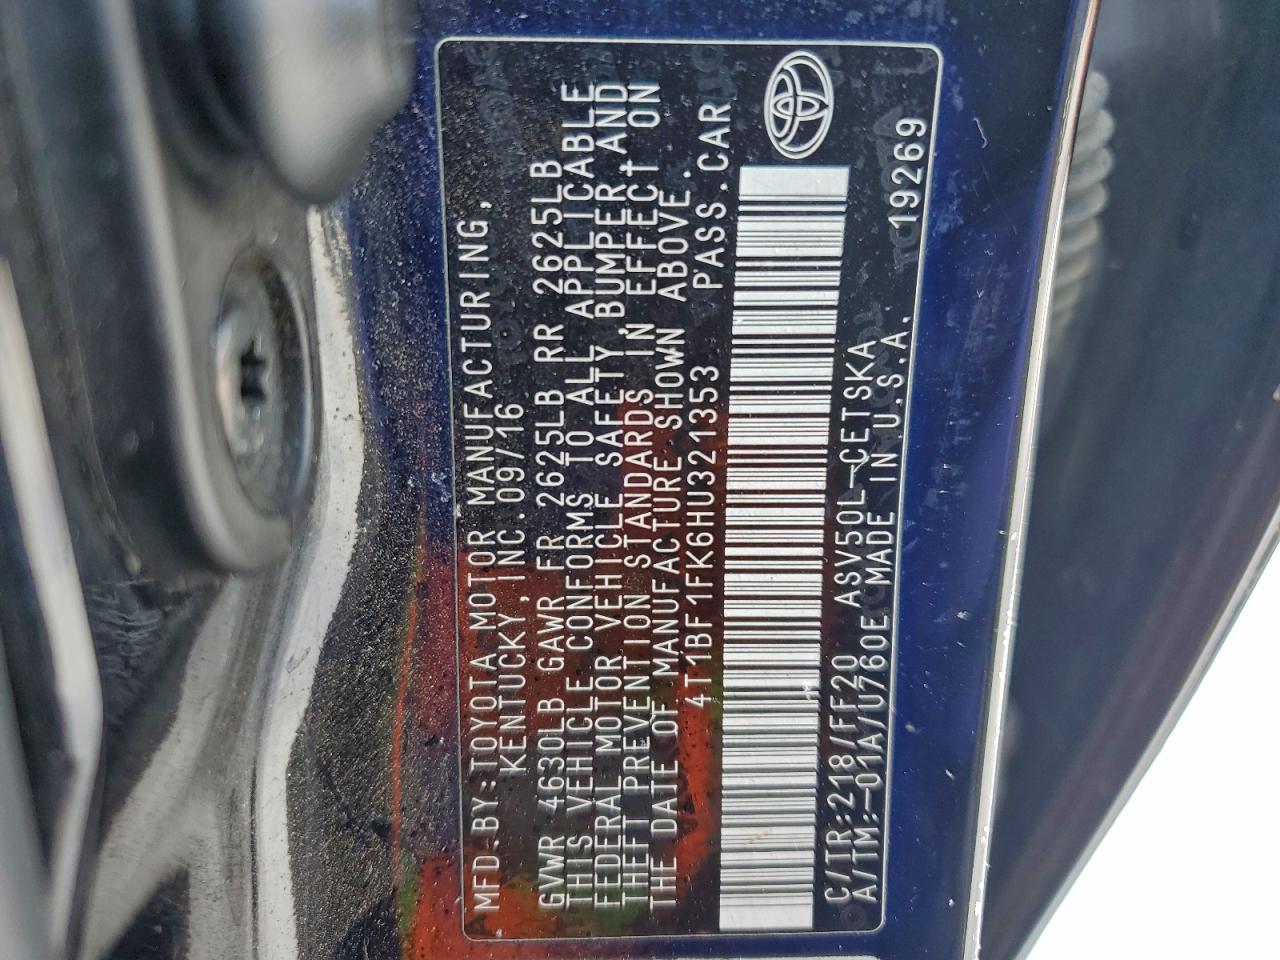 MFD.BY:TOYOTA MOTOR MANUFACTURING,
KENTUCKY,INC.09/16
GVWR 4630LB GAWR FR 2625LB RR 2625LB
THIS VEHICLE CONFORMS TO ALL APPLICABLE
FEDERAL MOTOR VEHICLE SAFETY,BUMPER,AND
THEFT PREVENTION STANDARDS IN EFFECT ON
THE DATE OF MANUFACTURE SHOWN ABOVE.
4T1BF1FK6HU321353 PASS.CAR
C/TR:218/FF20 ASV50L-CETSKA
A/TM:-01A/U760E MADE IN U.S.A. 19269